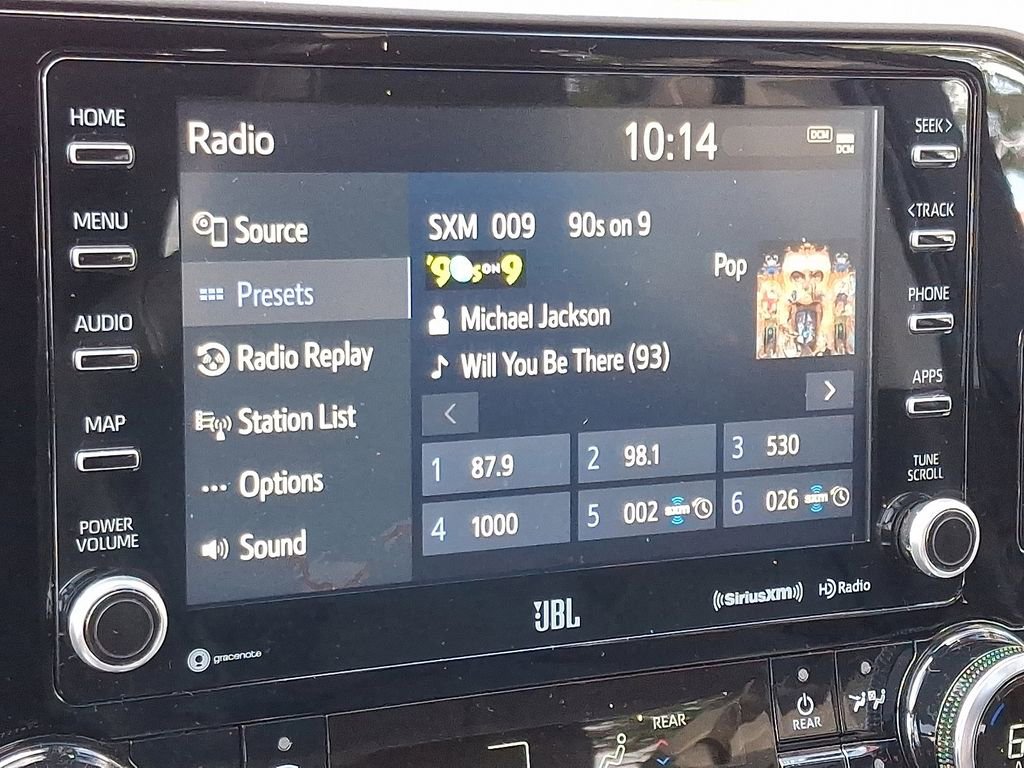 HOME
MENU
AUDIO
MAP
POWER
VOLUME
Radio
10:14
DCM
DCM
Source
Presets
Radio Replay
Station List
... Options
Sound
SXM 009 90s on 9
'90s ON 9
Pop
Michael Jackson
Will You Be There (93)
<
>
1 87.9
2 98.1
3 530
4 1000
5 002 sxm
6 026 sxm
SEEK >
< TRACK
PHONE
APPS
TUNE
SCROLL
gracenote
JBL
((SiriusXM))
HD Radio
REAR
REAR